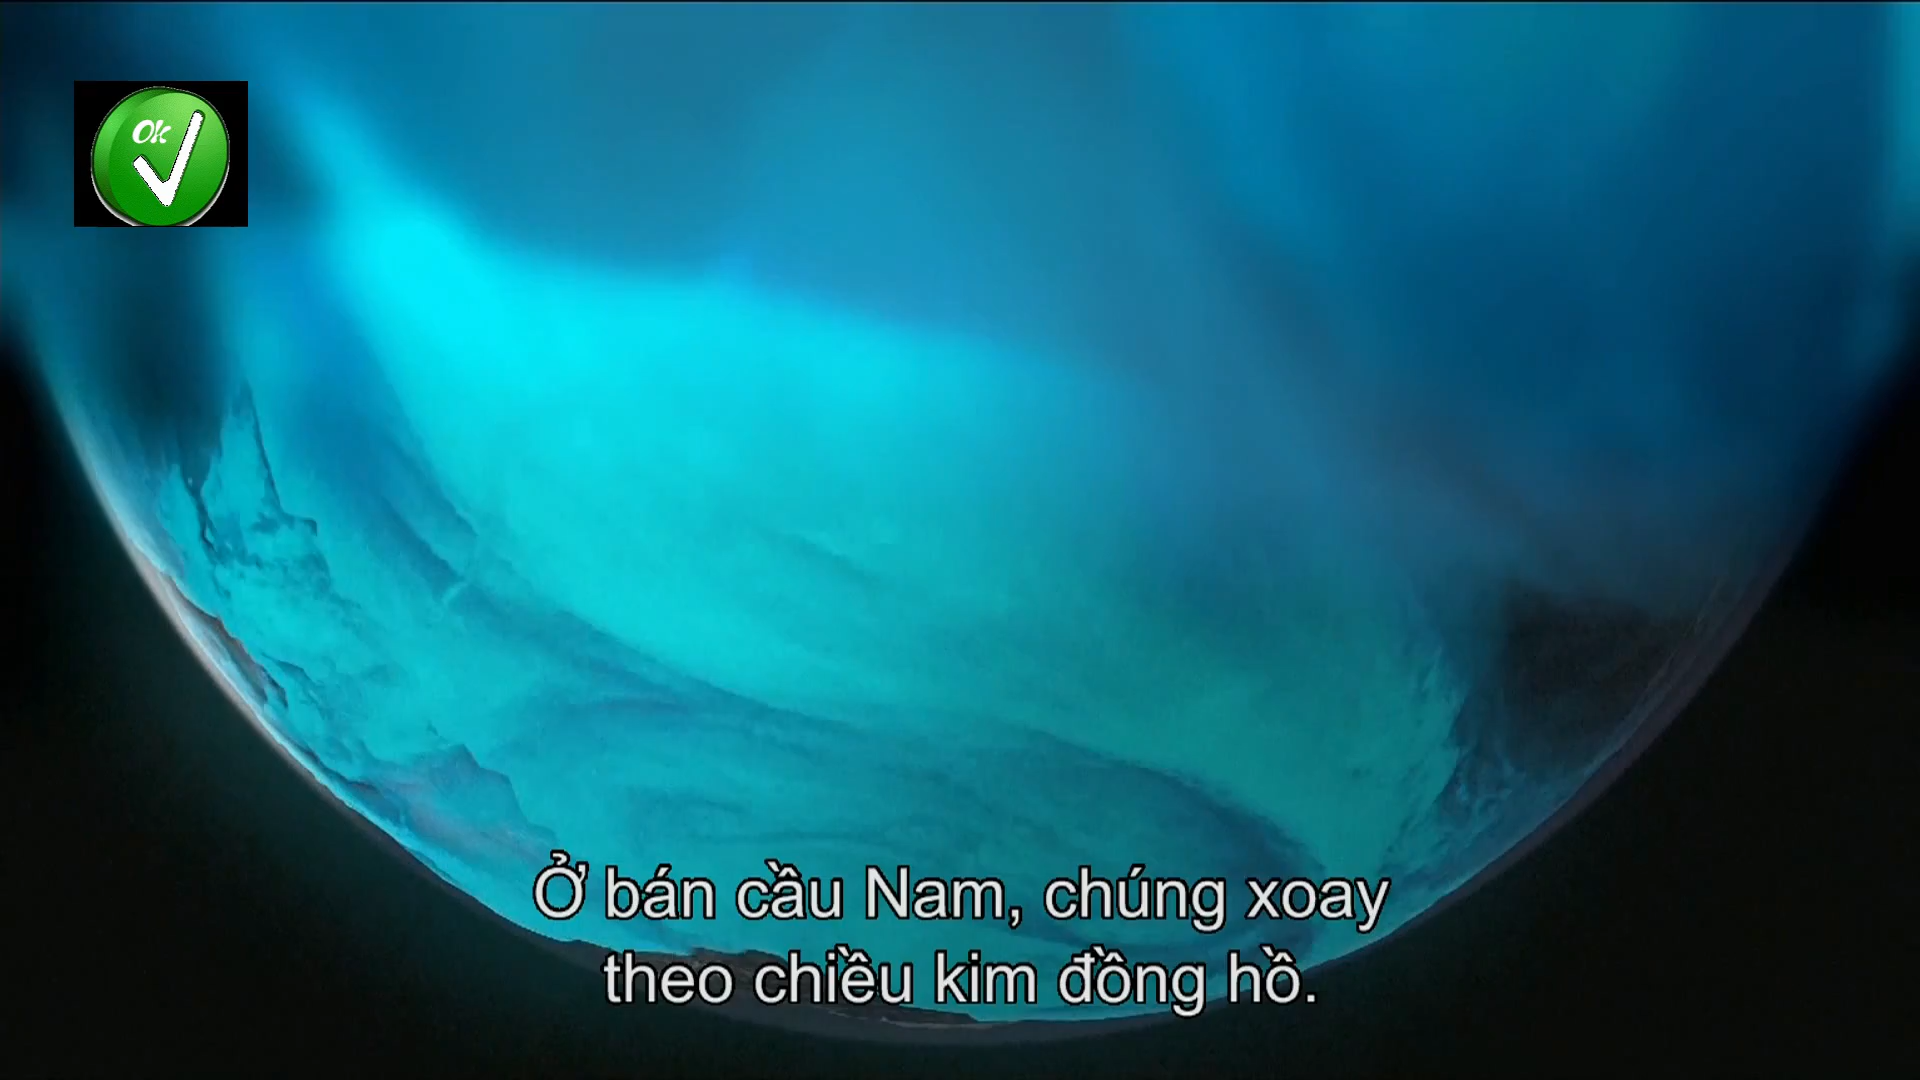 Ok
Ở bán cầu Nam, chúng xoay
theo chiều kim đồng hồ.